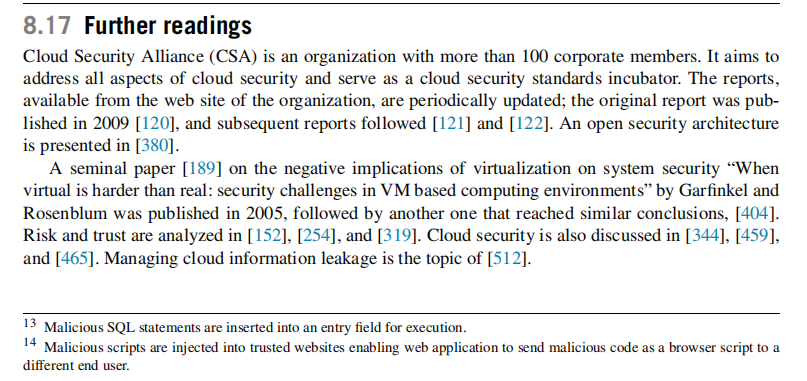 8.17 Further readings
Cloud Security Alliance (CSA) is an organization with more than 100 corporate members. It aims to
address all aspects of cloud security and serve as a cloud security standards incubator. The reports,
available from the web site of the organization, are periodically updated; the original report was pub-
lished in 2009 [120], and subsequent reports followed [121] and [122]. An open security architecture
is presented in [380].
A seminal paper [189] on the negative implications of virtualization on system security “When
virtual is harder than real: security challenges in VM based computing environments” by Garfinkel and
Rosenblum was published in 2005, followed by another one that reached similar conclusions, [404].
Risk and trust are analyzed in [152], [254], and [319]. Cloud security is also discussed in [344], [459],
and [465]. Managing cloud information leakage is the topic of [512].
13 Malicious SQL statements are inserted into an entry field for execution.
14 Malicious scripts are injected into trusted websites enabling web application to send malicious code as a browser script to a
different end user.